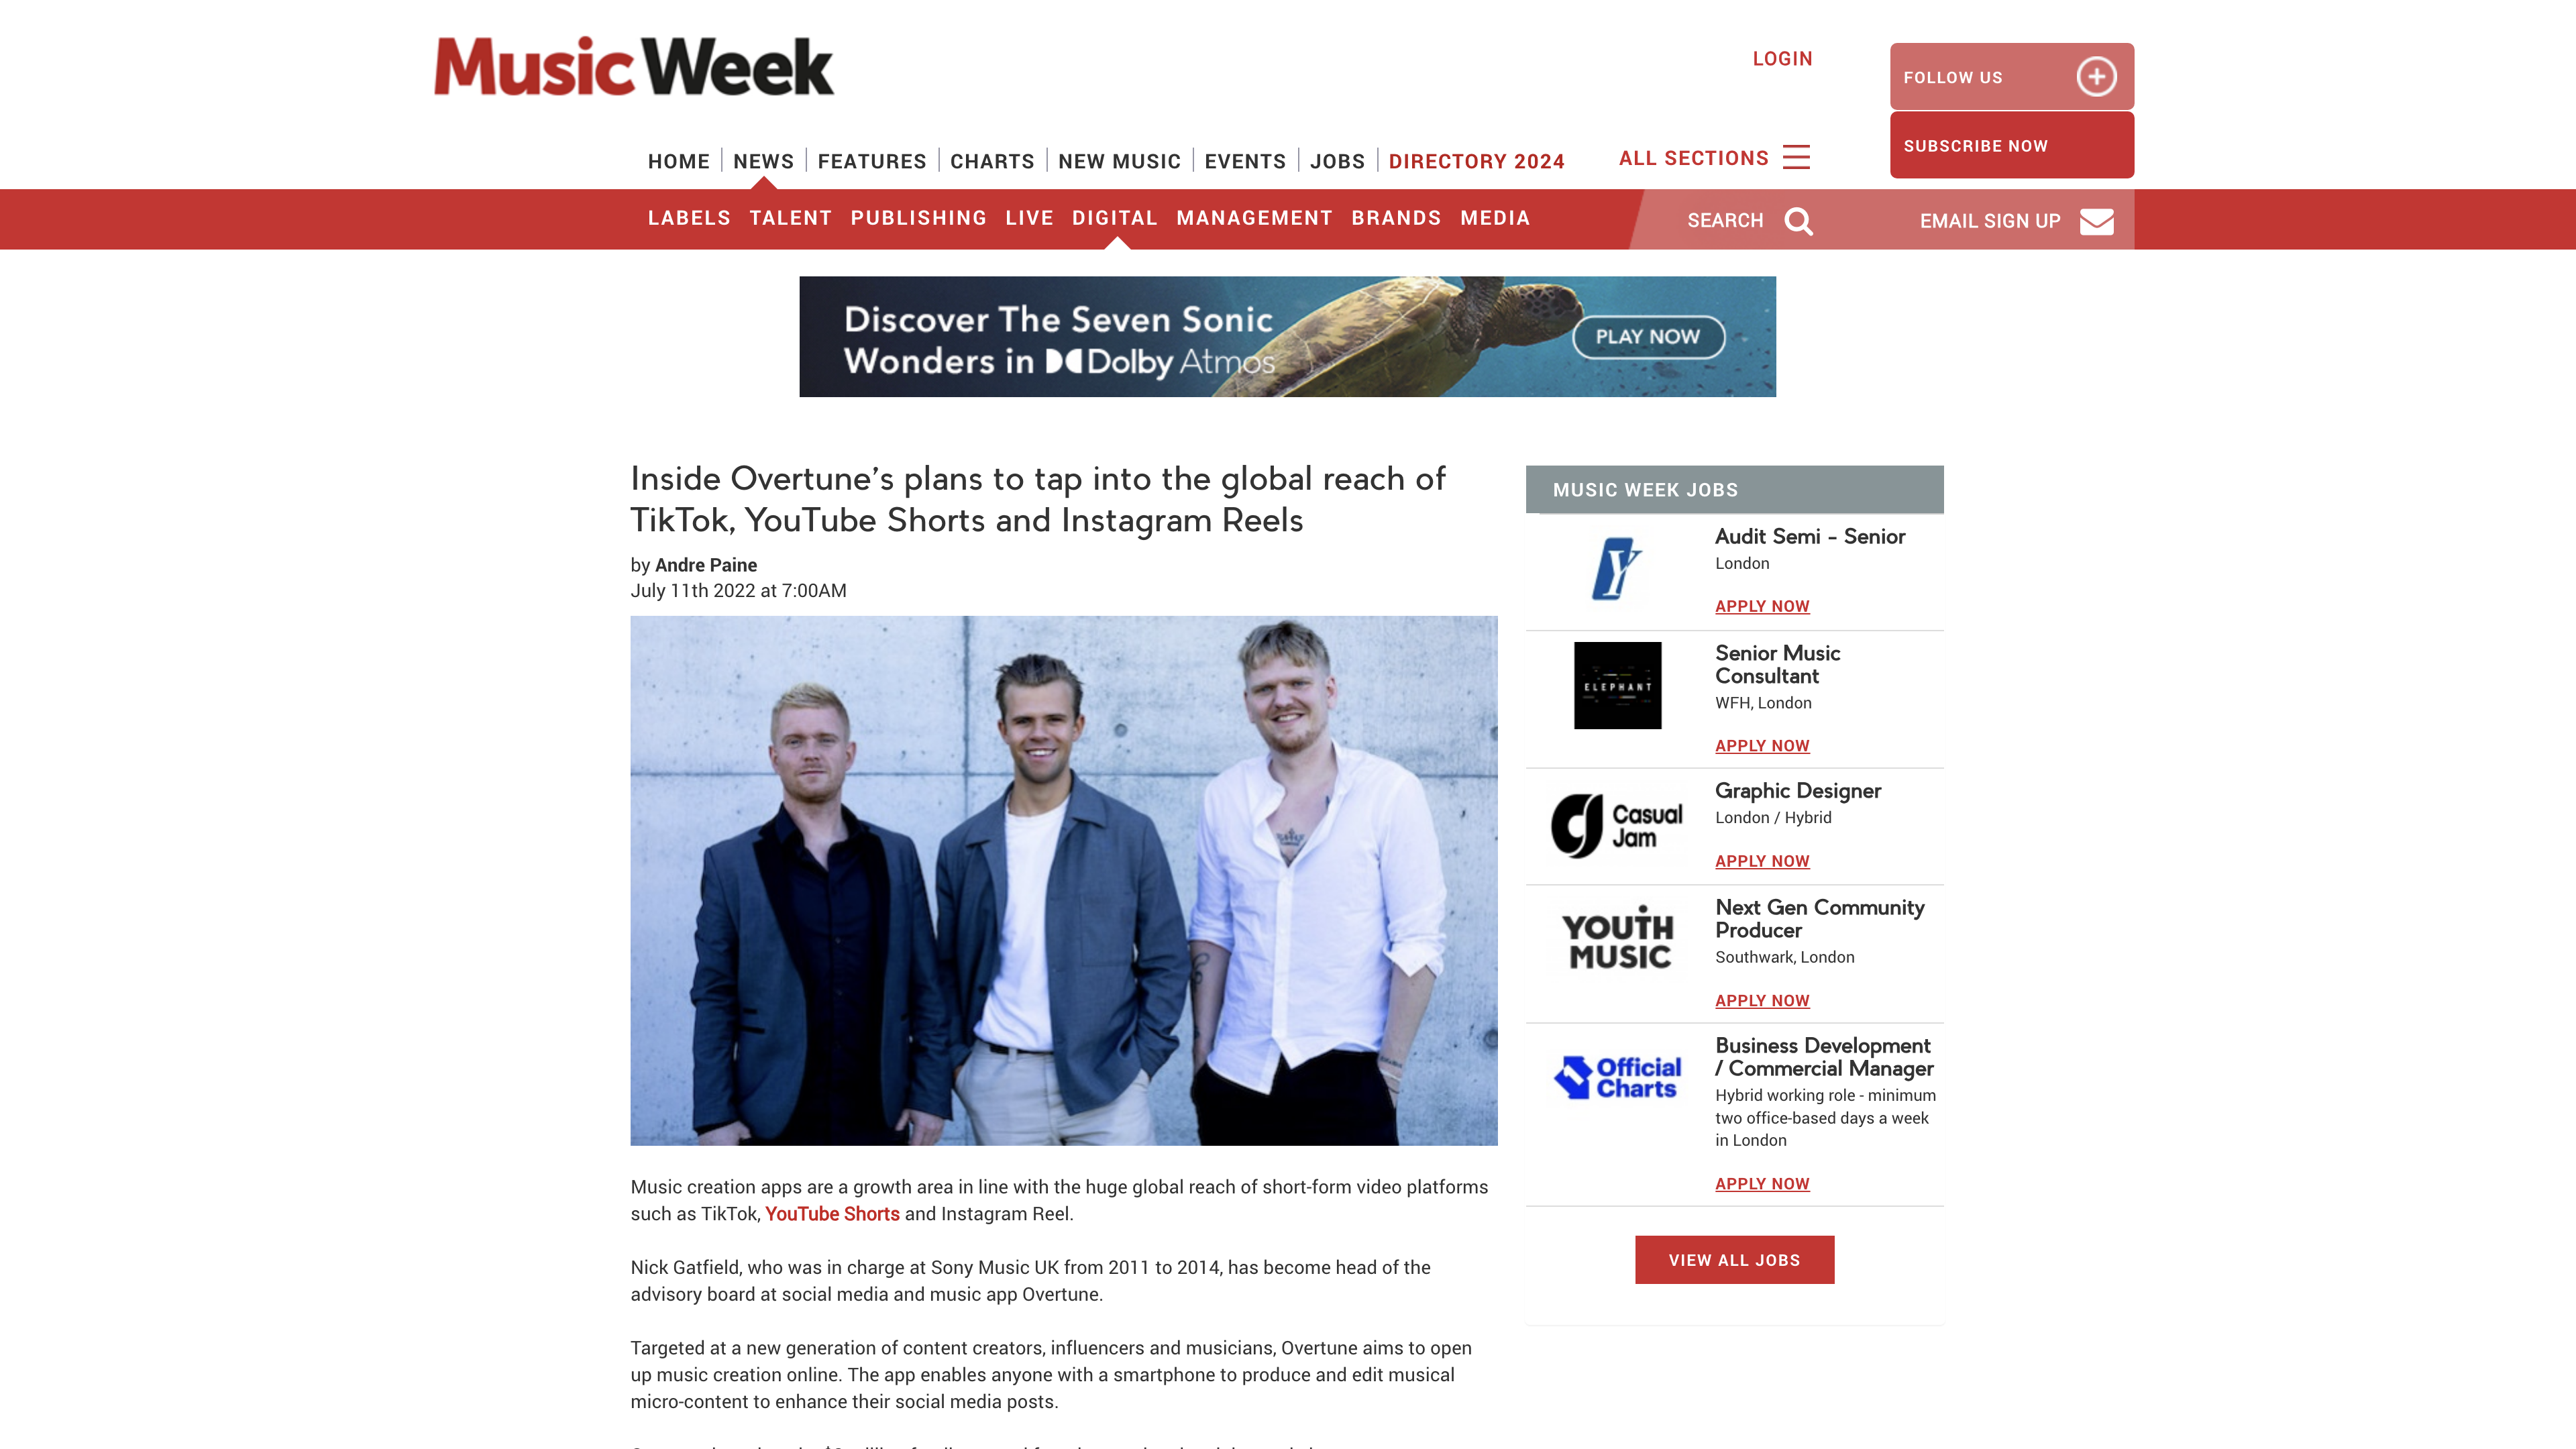 Music Week
LOGIN
FOLLOW US
SUBSCRIBE NOW
HOME NEWS FEATURES CHARTS NEW MUSIC EVENTS JOBS DIRECTORY 2024
ALL SECTIONS
LABELS TALENT PUBLISHING LIVE DIGITAL MANAGEMENT BRANDS MEDIA
SEARCH
EMAIL SIGN UP
Discover The Seven Sonic
Wonders in Dolby Atmos
PLAY NOW
Inside Overtune’s plans to tap into the global reach of
TikTok, YouTube Shorts and Instagram Reels
by Andre Paine
July 11th 2022 at 7:00AM
Music creation apps are a growth area in line with the huge global reach of short-form video platforms
such as TikTok, YouTube Shorts and Instagram Reel.
Nick Gatfield, who was in charge at Sony Music UK from 2011 to 2014, has become head of the
advisory board at social media and music app Overtune.
Targeted at a new generation of content creators, influencers and musicians, Overtune aims to open
up music creation online. The app enables anyone with a smartphone to produce and edit musical
micro-content to enhance their social media posts.
MUSIC WEEK JOBS
Y
Audit Semi - Senior
London
APPLY NOW
ELEPHANT
Senior Music
Consultant
WFH, London
APPLY NOW
Casual
Jam
Graphic Designer
London / Hybrid
APPLY NOW
YOUTH
MUSIC
Next Gen Community
Producer
Southwark, London
APPLY NOW
Official
Charts
Business Development
/ Commercial Manager
Hybrid working role - minimum
two office-based days a week
in London
APPLY NOW
VIEW ALL JOBS